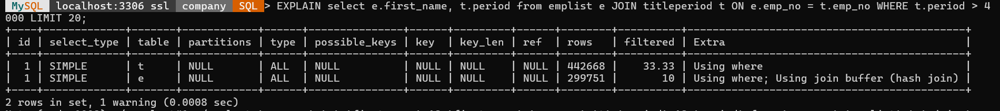 MySQL localhost:3306 ssl company SQL > EXPLAIN select e.first_name, t.period from emplist e JOIN titleperiod t ON e.emp_no = t.emp_no WHERE t.period > 4
000 LIMIT 20;
+----+-------------+-------+------------+------+---------------+------+---------+------+--------+----------+--------------------------------------------+
| id | select_type | table | partitions | type | possible_keys | key  | key_len | ref  | rows   | filtered | Extra                                      |
+----+-------------+-------+------------+------+---------------+------+---------+------+--------+----------+--------------------------------------------+
|  1 | SIMPLE      | t     | NULL       | ALL  | NULL          | NULL | NULL    | NULL | 442668 |    33.33 | Using where                                |
|  1 | SIMPLE      | e     | NULL       | ALL  | NULL          | NULL | NULL    | NULL | 299751 |       10 | Using where; Using join buffer (hash join) |
+----+-------------+-------+------------+------+---------------+------+---------+------+--------+----------+--------------------------------------------+
2 rows in set, 1 warning (0.0008 sec)